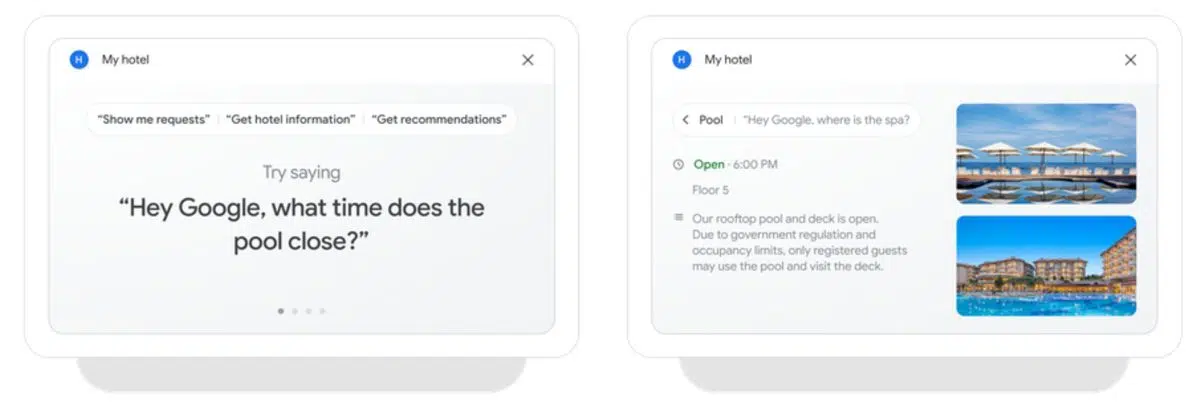 H My hotel
“Show me requests” “Get hotel information” “Get recommendations”
Try saying
“Hey Google, what time does the
pool close?”
H My hotel
Pool “Hey Google, where is the spa?
Open · 6:00 PM
Floor 5
Our rooftop pool and deck is open.
Due to government regulation and
occupancy limits, only registered guests
may use the pool and visit the deck.